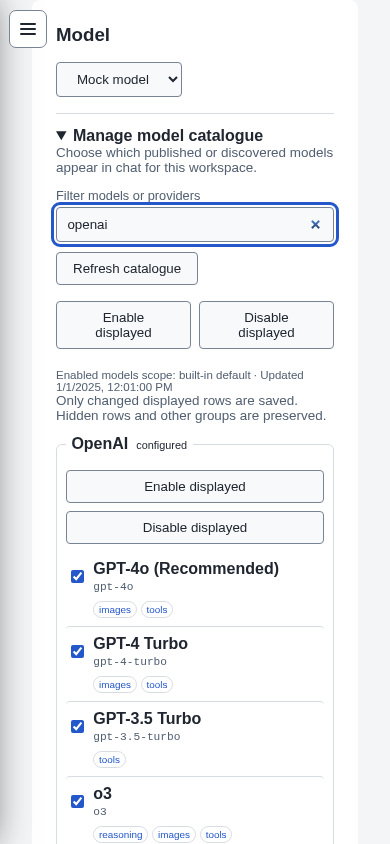 Model
Mock model
Manage model catalogue
Choose which published or discovered models
appear in chat for this workspace.
Filter models or providers
openai
Refresh catalogue
Enable
displayed
Disable
displayed
Enabled models scope: built-in default · Updated
1/1/2025, 12:01:00 PM
Only changed displayed rows are saved.
Hidden rows and other groups are preserved.
OpenAI configured
Enable displayed
Disable displayed
GPT-4o (Recommended)
gpt-4o
images tools
GPT-4 Turbo
gpt-4-turbo
images tools
GPT-3.5 Turbo
gpt-3.5-turbo
tools
o3
o3
reasoning images tools